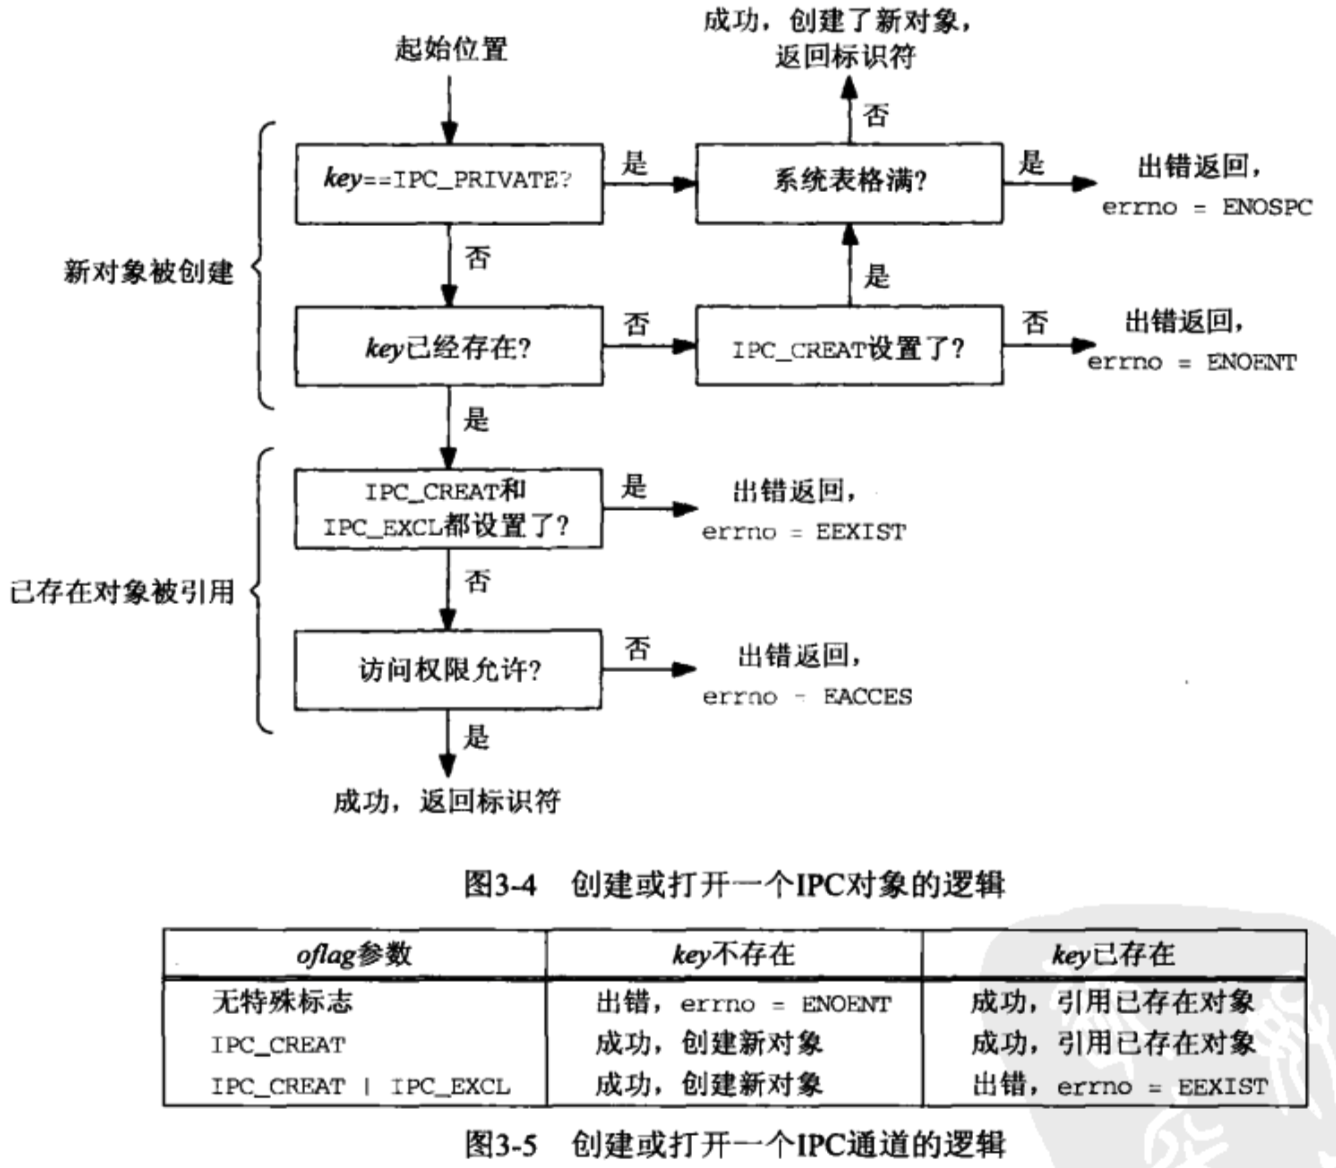 起始位置
成功，创建了新对象，
返回标识符
否
key==IPC_PRIVATE?
是
系统表格满?
是
出错返回，
errno = ENOSPC
新对象被创建
否
是
key已经存在?
否
IPC_CREAT设置了?
否
出错返回，
errno = ENOENT
是
IPC_CREAT和
IPC_EXCL都设置了?
是
出错返回，
errno = EEXIST
已存在对象被引用
否
访问权限允许?
否
出错返回，
errno = EACCES
是
成功，返回标识符
图3-4 创建或打开一个IPC对象的逻辑
oflag参数 key不存在 key已存在
无特殊标志 出错，errno = ENOENT 成功，引用已存在对象
IPC_CREAT 成功，创建新对象 成功，引用已存在对象
IPC_CREAT | IPC_EXCL 成功，创建新对象 出错，errno = EEXIST
图3-5 创建或打开一个IPC通道的逻辑